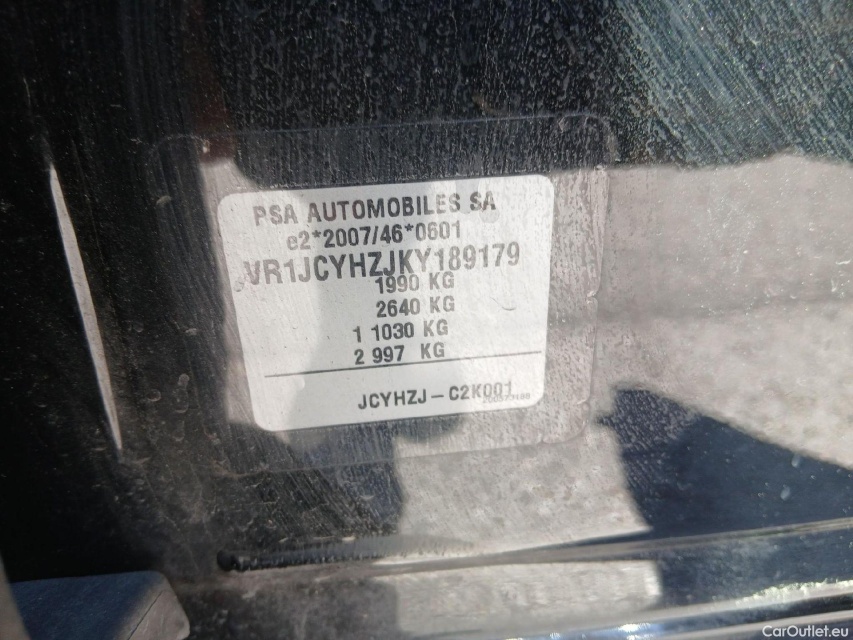 PSA AUTOMOBILES SA
e2*2007/46*0601
VR1JCYHZJKY189179
1990 KG
2640 KG
1 1030 KG
2 997 KG
JCYHZJ – C2K001
CarOutlet.eu